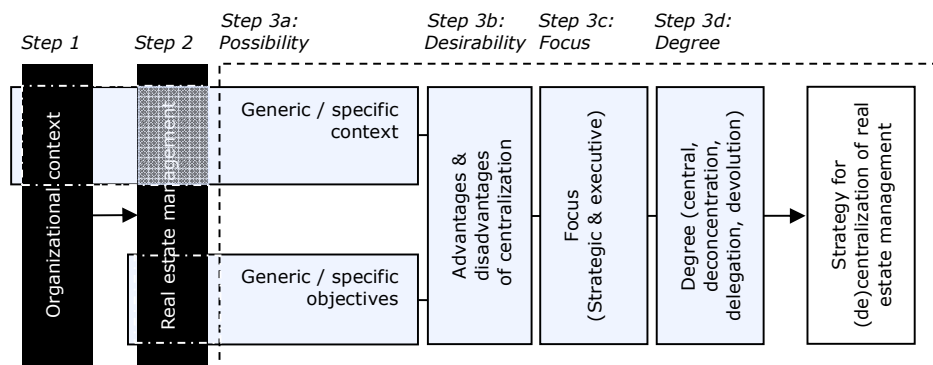 Step 1
Step 2
Step 3a:
Possibility
Step 3b:
Desirability
Step 3c:
Focus
Step 3d:
Degree
Organizational context
Real estate management
Generic / specific
context
Generic / specific
objectives
Advantages &
disadvantages
of centralization
Focus
(Strategic & executive)
Degree (central,
deconcentration,
delegation, devolution)
Strategy for
(de)centralization of real
estate management